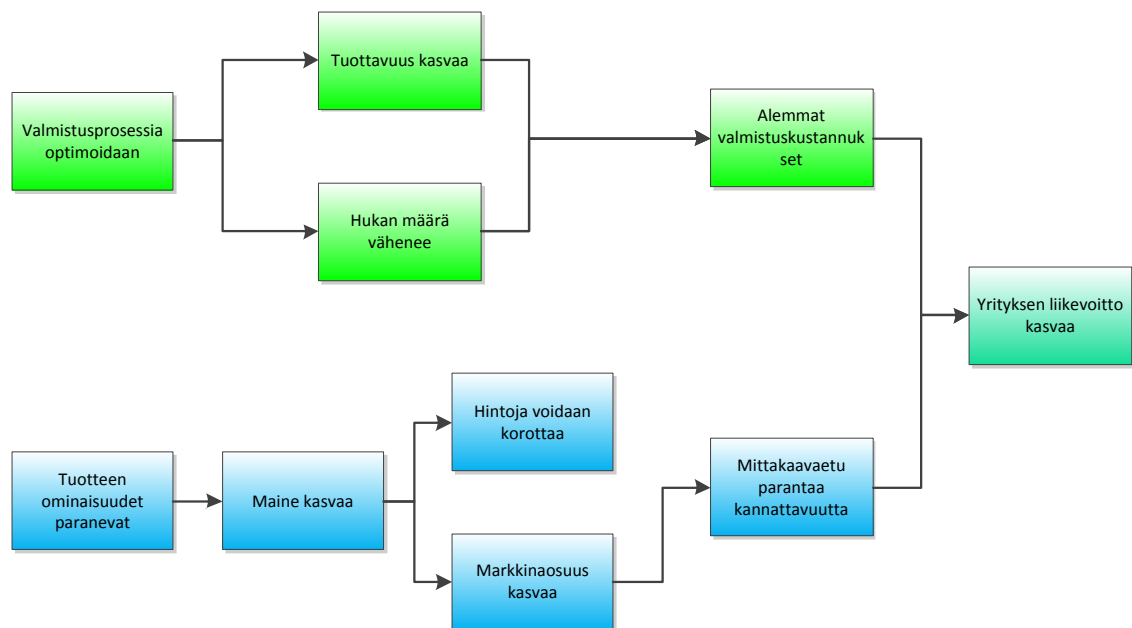 Tuottavuus kasvaa
Valmistusprosessia
optimoidaan
Alemmat
valmistuskustannuk
set
Hukan määrä
vähenee
Yrityksen liikevoitto
kasvaa
Hintoja voidaan
korottaa
Tuotteen
ominaisuudet
paranevat
Maine kasvaa
Mittakaavaetu
parantaa
kannattavuutta
Markkinaosuus
kasvaa